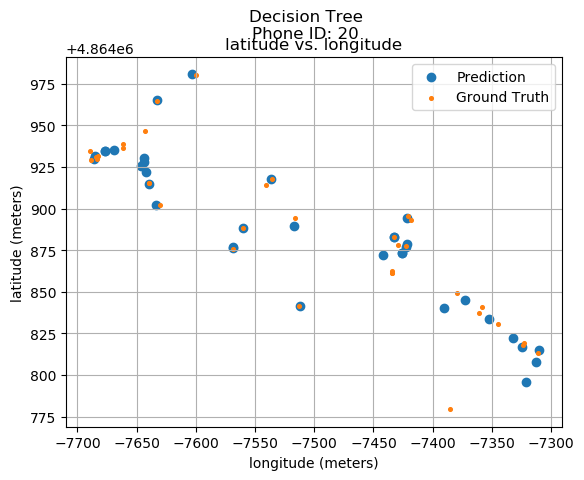 Decision Tree
Phone ID: 20
latitude vs. longitude
+4.864e6
Prediction
Ground Truth
975
950
925
900
875
850
825
800
775
latitude (meters)
−7700 −7650 −7600 −7550 −7500 −7450 −7400 −7350 −7300
longitude (meters)